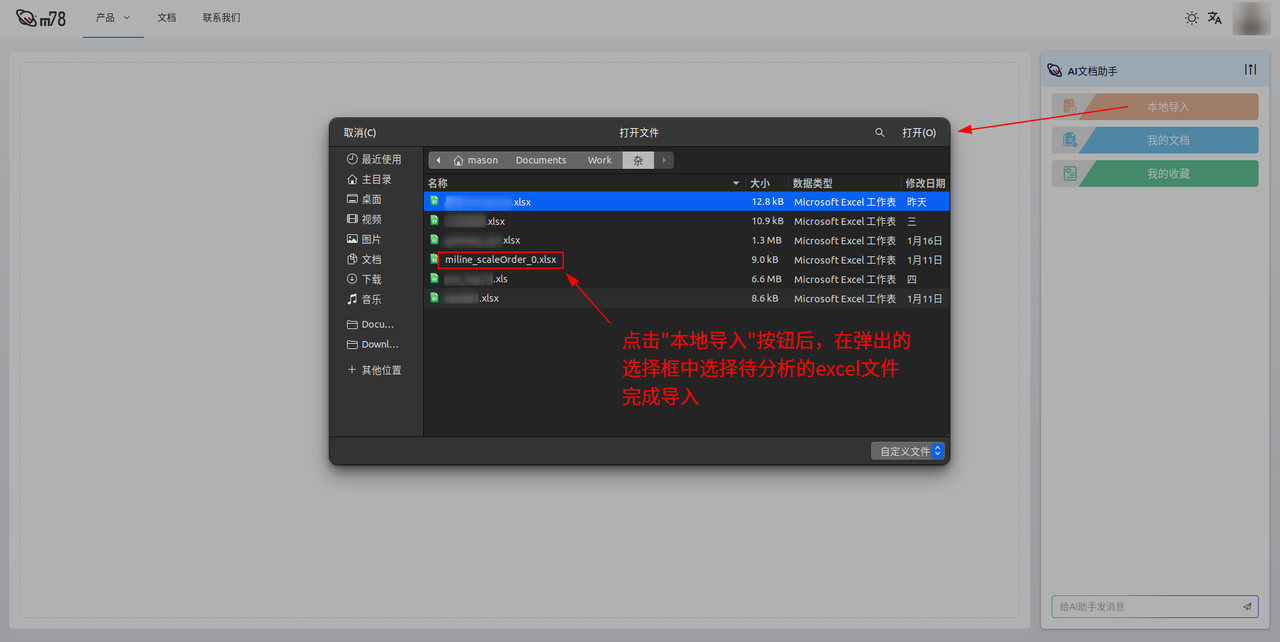 m78
产品
文档
联系我们
AI文档助手
本地导入
我的文档
我的收藏
给AI助手发消息
取消(C)
打开文件
打开(O)
最近使用
主目录
桌面
视频
图片
文档
下载
音乐
Docu...
Downl...
其他位置
mason Documents Work 杂
名称 大小 数据类型 修改日期
.xlsx 12.8 kB Microsoft Excel 工作表 昨天
.xlsx 10.9 kB Microsoft Excel 工作表 三
.xlsx 1.3 MB Microsoft Excel 工作表 1月16日
miline_scaleOrder_0.xlsx 9.0 kB Microsoft Excel 工作表 1月11日
.xls 6.6 MB Microsoft Excel 工作表 四
.xlsx 8.6 kB Microsoft Excel 工作表 1月11日
点击"本地导入"按钮后，在弹出的
选择框中选择待分析的excel文件
完成导入
自定义文件